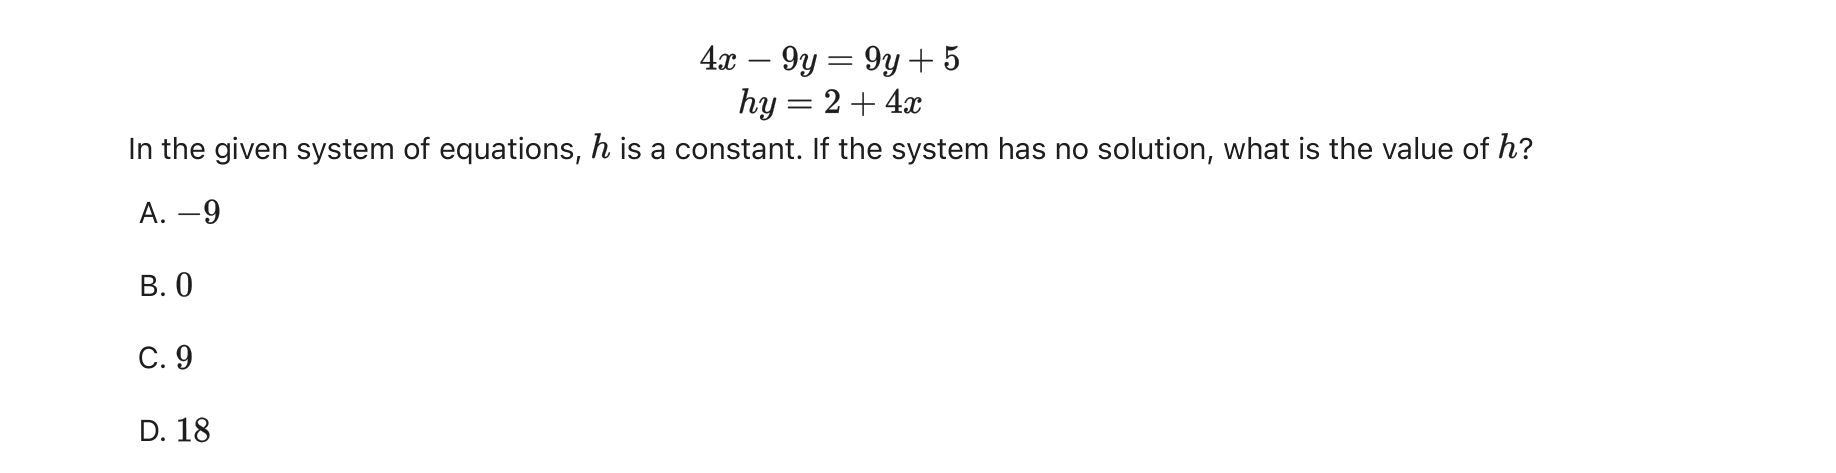 4x − 9y = 9y + 5
hy = 2 + 4x
In the given system of equations, h is a constant. If the system has no solution, what is the value of h?
A. −9
B. 0
C. 9
D. 18